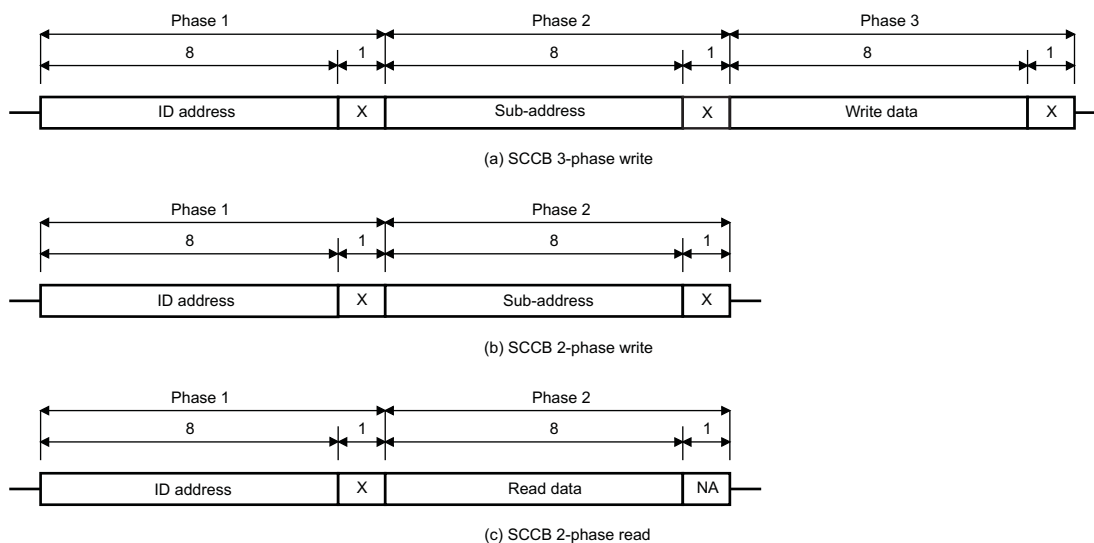 Phase 1 Phase 2 Phase 3
8 1 8 1 8 1
ID address X Sub-address X Write data X
(a) SCCB 3-phase write
Phase 1 Phase 2
8 1 8 1
ID address X Sub-address X
(b) SCCB 2-phase write
Phase 1 Phase 2
8 1 8 1
ID address X Read data NA
(c) SCCB 2-phase read